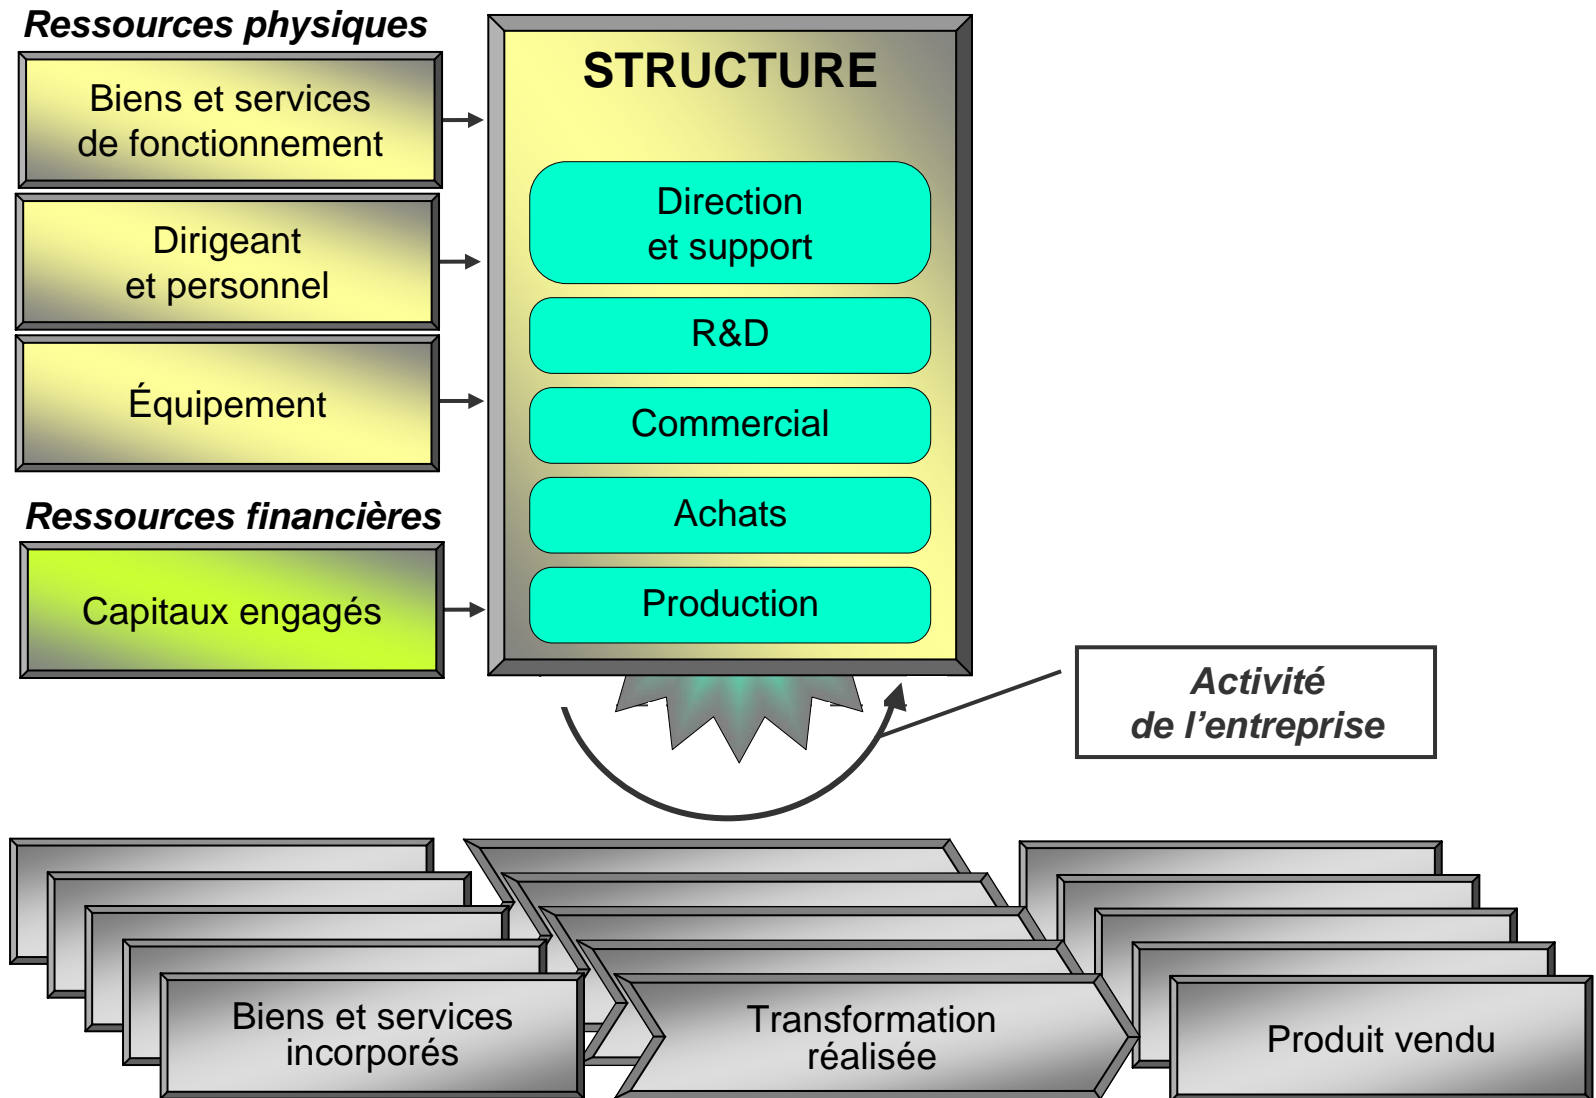 Ressources physiques
Biens et services
de fonctionnement
Dirigeant
et personnel
Équipement
Ressources financières
Capitaux engagés
STRUCTURE
Direction
et support
R&D
Commercial
Achats
Production
Activité
de l’entreprise
Biens et services
incorporés
Transformation
réalisée
Produit vendu